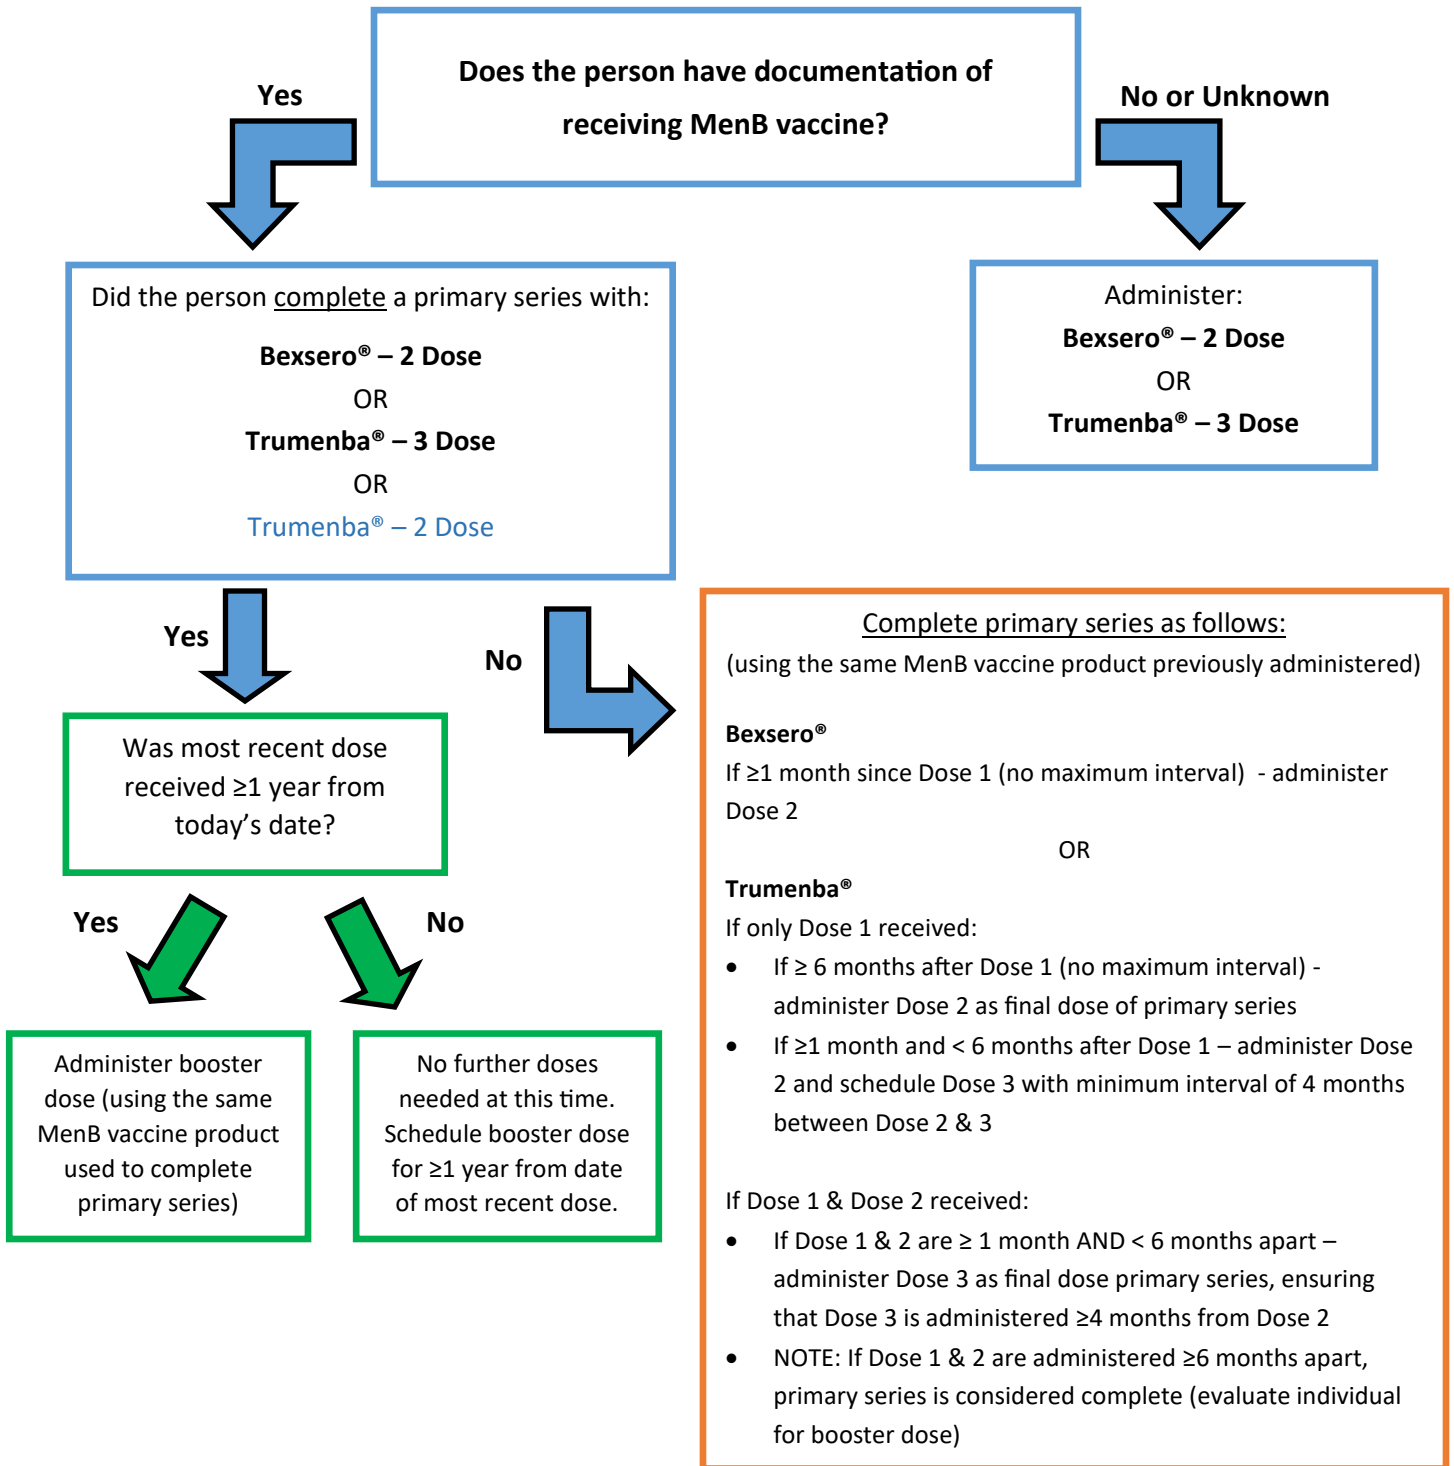 Does the person have documentation of
receiving MenB vaccine?
Yes
No or Unknown
Did the person complete a primary series with:
Bexsero® – 2 Dose
OR
Trumenba® – 3 Dose
OR
Trumenba® – 2 Dose
Administer:
Bexsero® – 2 Dose
OR
Trumenba® – 3 Dose
Yes
No
Was most recent dose
received ≥1 year from
today's date?
Yes
No
Administer booster
dose (using the same
MenB vaccine product
used to complete
primary series)
No further doses
needed at this time.
Schedule booster dose
for ≥1 year from date
of most recent dose.
Complete primary series as follows:
(using the same MenB vaccine product previously administered)
Bexsero®
If ≥1 month since Dose 1 (no maximum interval) - administer
Dose 2
OR
Trumenba®
If only Dose 1 received:
• If ≥ 6 months after Dose 1 (no maximum interval) -
administer Dose 2 as final dose of primary series
• If ≥1 month and < 6 months after Dose 1 – administer Dose
2 and schedule Dose 3 with minimum interval of 4 months
between Dose 2 & 3
If Dose 1 & Dose 2 received:
• If Dose 1 & 2 are ≥ 1 month AND < 6 months apart –
administer Dose 3 as final dose primary series, ensuring
that Dose 3 is administered ≥4 months from Dose 2
• NOTE: If Dose 1 & 2 are administered ≥6 months apart,
primary series is considered complete (evaluate individual
for booster dose)